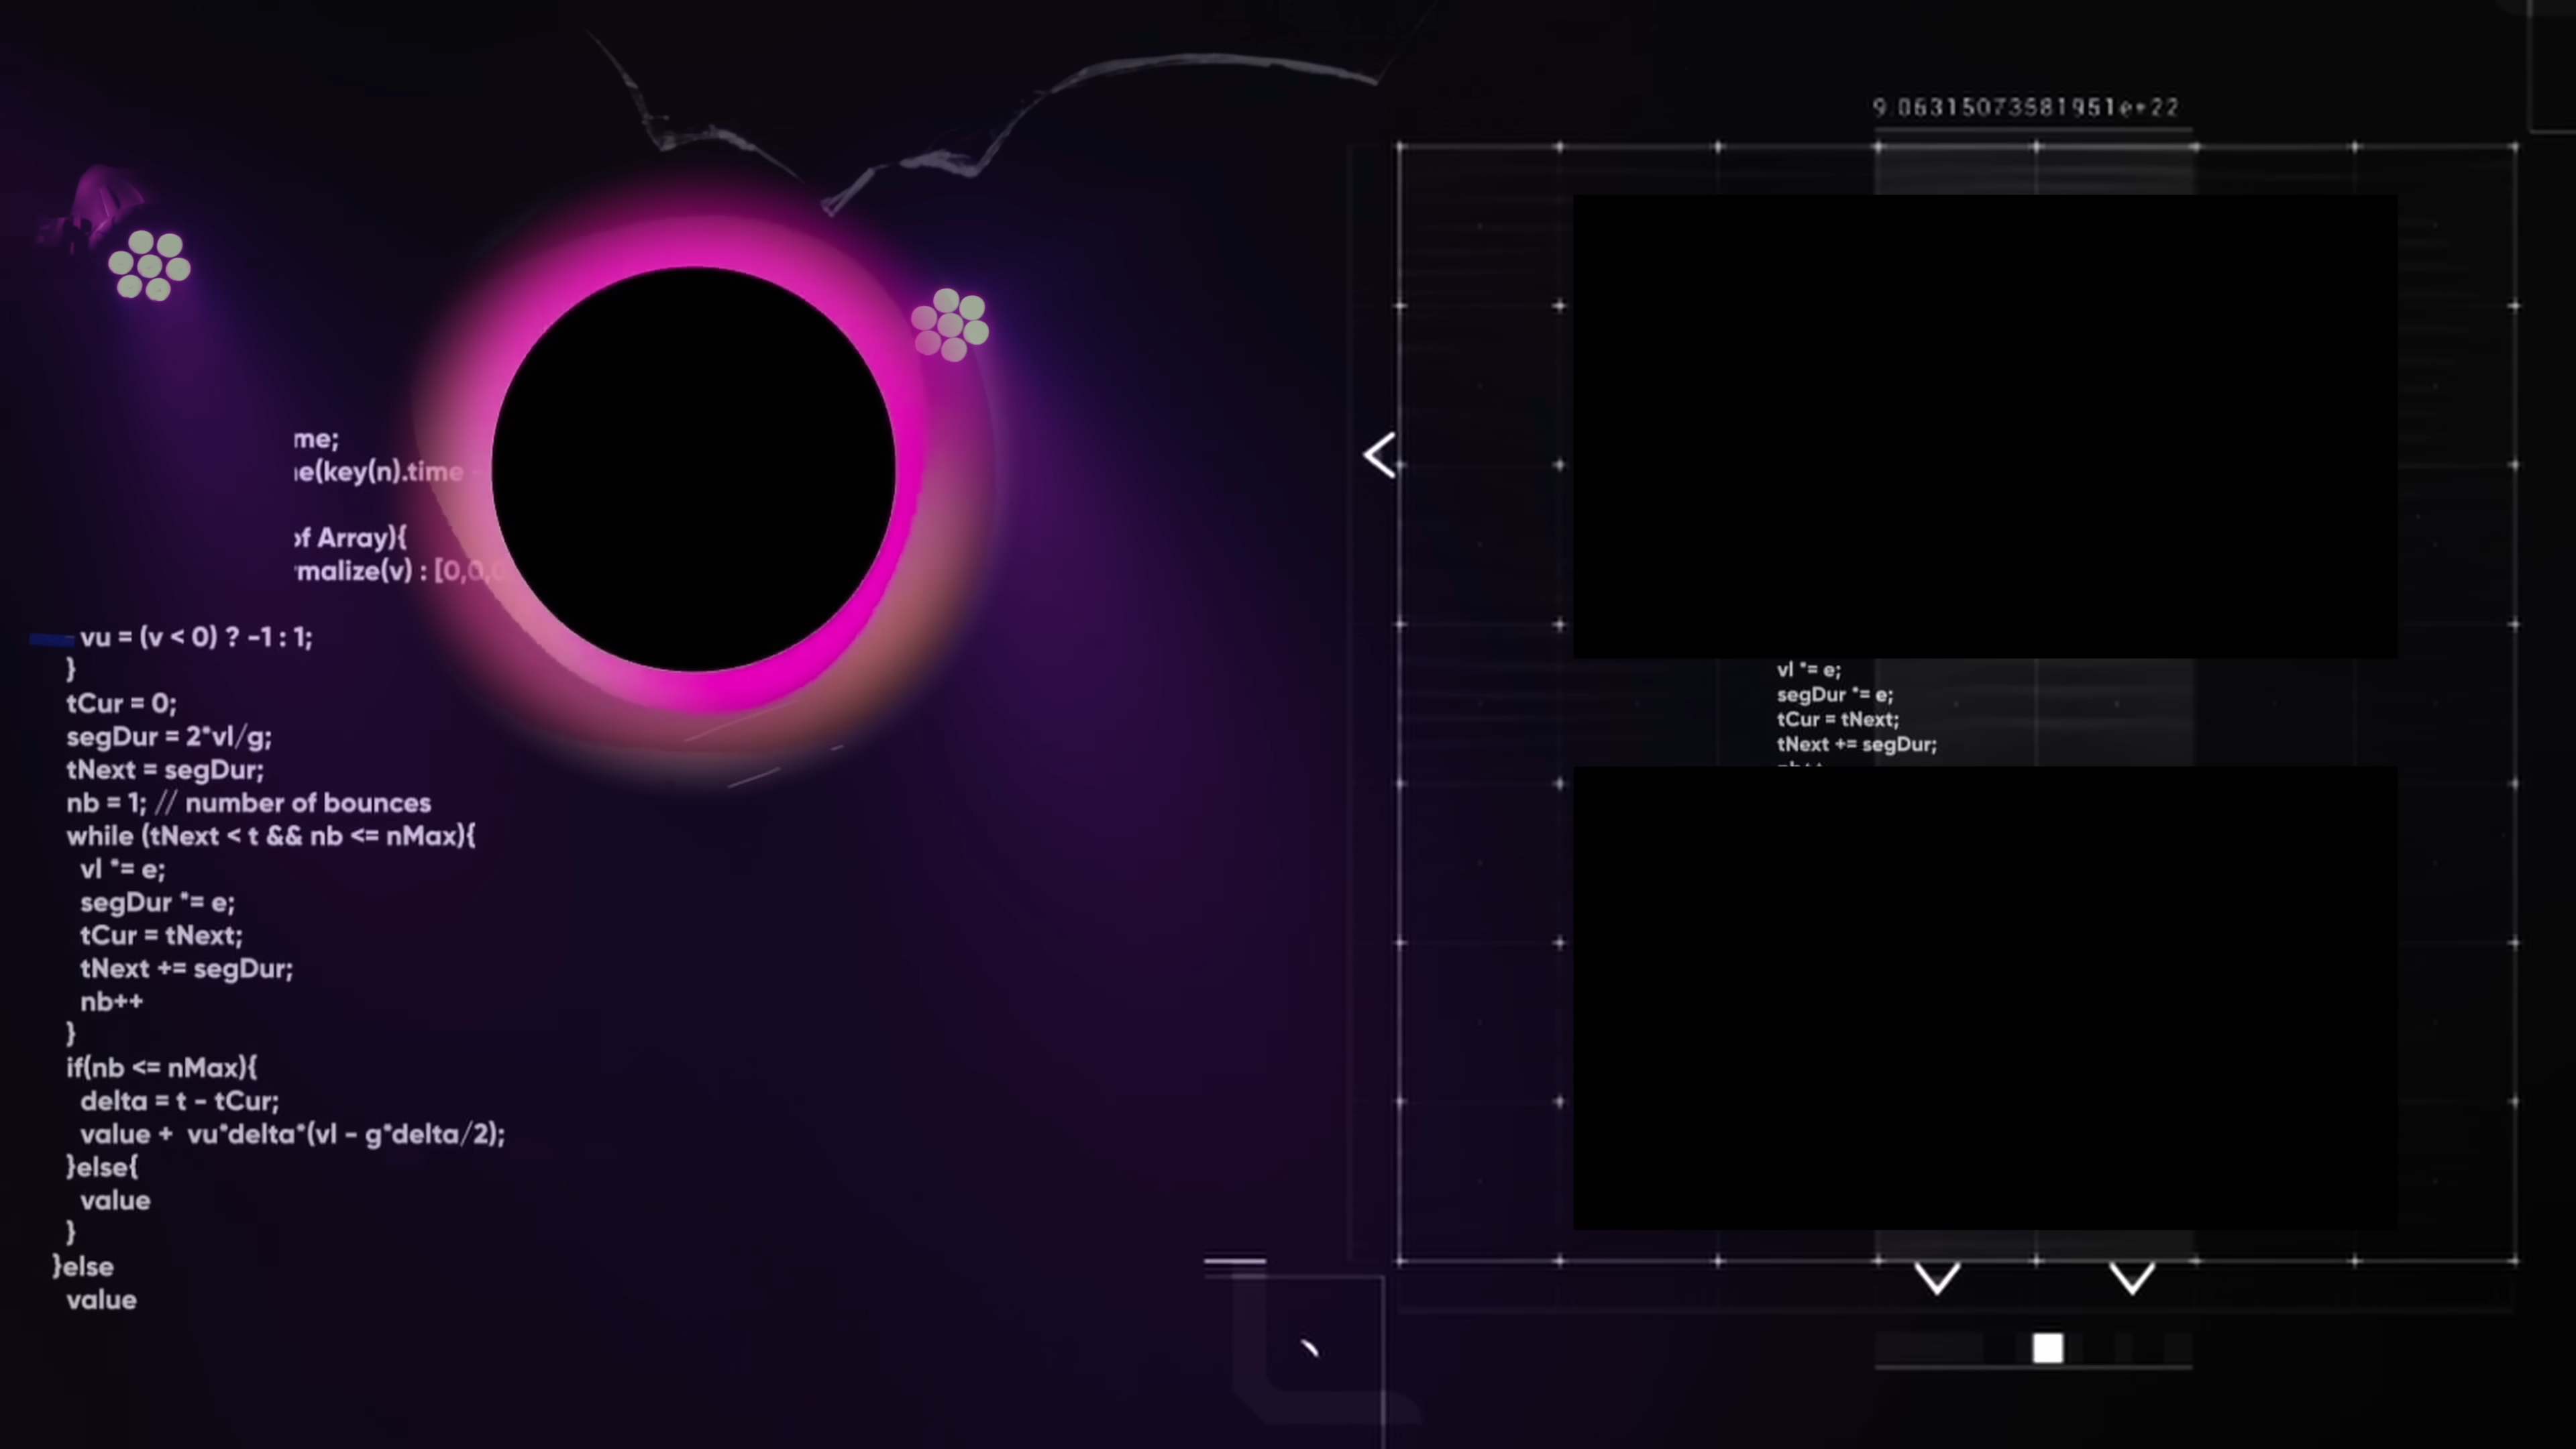 me;
e(key(n).time -
of Array){
malize(v) : [0,0,0
vu = (v < 0) ? -1 : 1;
}
tCur = 0;
segDur = 2*vl/g;
tNext = segDur;
nb = 1; // number of bounces
while (tNext < t && nb <= nMax){
vl *= e;
segDur *= e;
tCur = tNext;
tNext += segDur;
nb++
}
if(nb <= nMax){
delta = t - tCur;
value +  vu*delta*(vl - g*delta/2);
}else{
value
}
}else
value
9.06315073581951e+22
vl *= e;
segDur *= e;
tCur = tNext;
tNext += segDur;